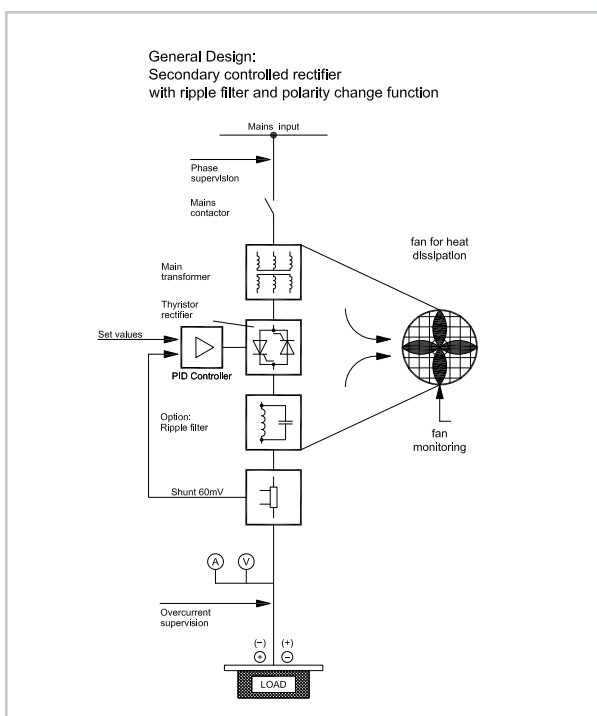 General Design:
Secondary controlled rectifier
with ripple filter and polarity change function
Mains input
Phase
supervision
Mains
contactor
fan for heat
dissipation
Main
transformer
Thyristor
rectifier
Set values
PID Controller
Option:
Ripple filter
fan
monitoring
Shunt 60mV
A
V
Overcurrent
supervision
(−) (+)
+ −
LOAD